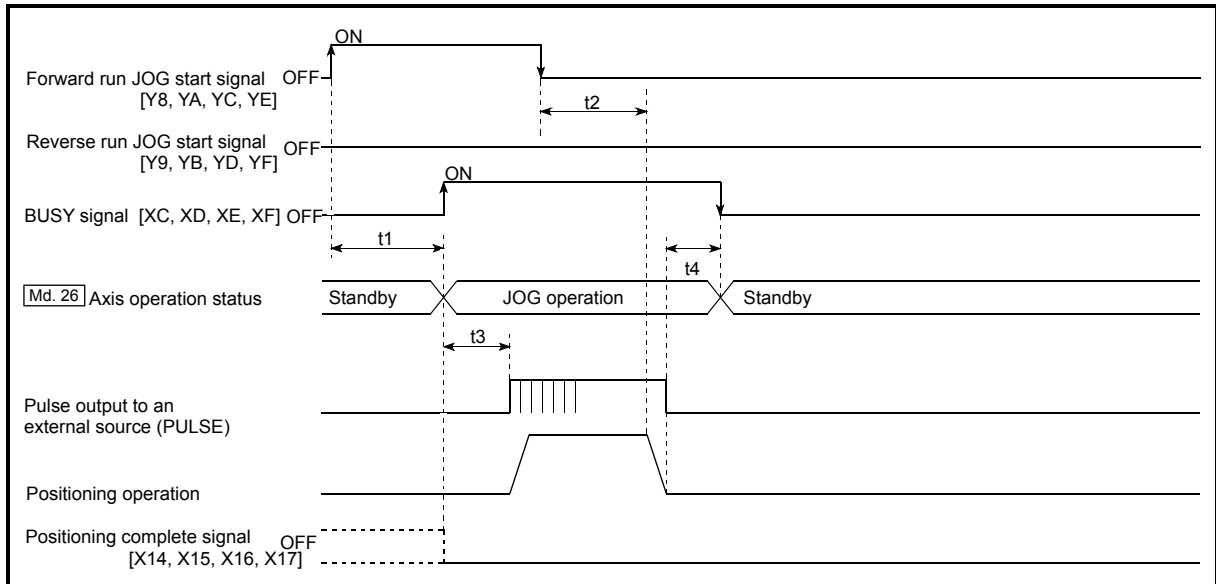 ON
Forward run JOG start signal OFF
[Y8, YA, YC, YE]
t2
Reverse run JOG start signal OFF
[Y9, YB, YD, YF]
ON
BUSY signal [XC, XD, XE, XF] OFF
t1
t4
Md. 26 Axis operation status Standby JOG operation Standby
t3
Pulse output to an
external source (PULSE)
Positioning operation
Positioning complete signal OFF
[X14, X15, X16, X17]